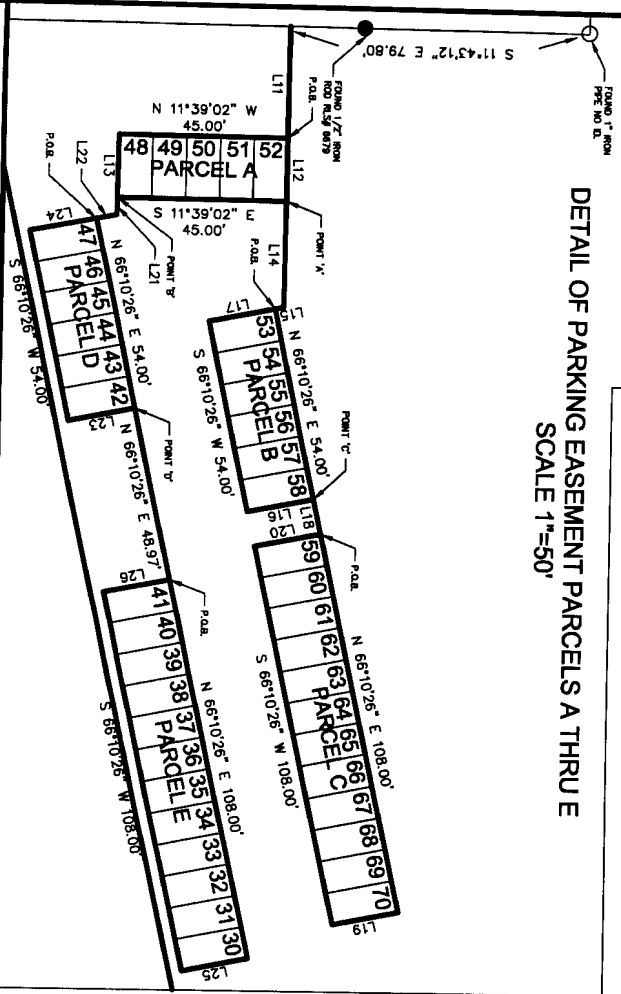 DETAIL OF PARKING EASEMENT PARCELS A THRU E
SCALE 1"=50'
FOUND 1" IRON
PIPE NO ID.
S 11°43'12" E 79.80'
FOUND 1/2" IRON
ROD RLS# 6679
P.O.B.
L11
N 11°39'02" W
45.00'
48 49 50 51 52
PARCEL A
L12
L13
S 11°39'02" E
45.00'
POINT 'A'
L14
P.O.B.
L22
L21
POINT 'B'
P.O.B.
L24
47 46 45 44 43 42
PARCEL D
N 66°10'26" E 54.00'
S 66°10'26" W 54.00'
L23
POINT 'D'
N 66°10'26" E 48.97'
L15
L17
53 54 55 56 57 58
PARCEL B
N 66°10'26" E 54.00'
S 66°10'26" W 54.00'
POINT 'C'
L16
L18
L20
P.O.B.
59 60 61 62 63 64 65 66 67 68 69 70
PARCEL C
N 66°10'26" E 108.00'
S 66°10'26" W 108.00'
L19
L26
P.O.B.
41 40 39 38 37 36 35 34 33 32 31 30
PARCEL E
N 66°10'26" E 108.00'
S 66°10'26" W 108.00'
L25